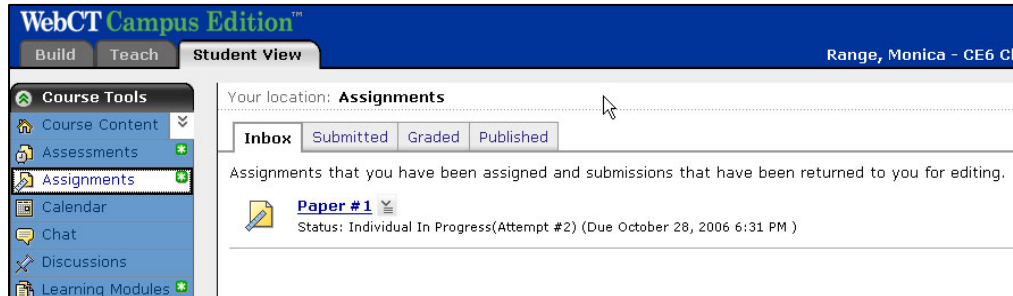 WebCT Campus Edition™
Build Teach Student View
Range, Monica - CE6
Course Tools
Course Content
Assessments
Assignments
Calendar
Chat
Discussions
Learning Modules
Your location: Assignments
Inbox Submitted Graded Published
Assignments that you have been assigned and submissions that have been returned to you for editing.
Paper #1
Status: Individual In Progress(Attempt #2) (Due October 28, 2006 6:31 PM )